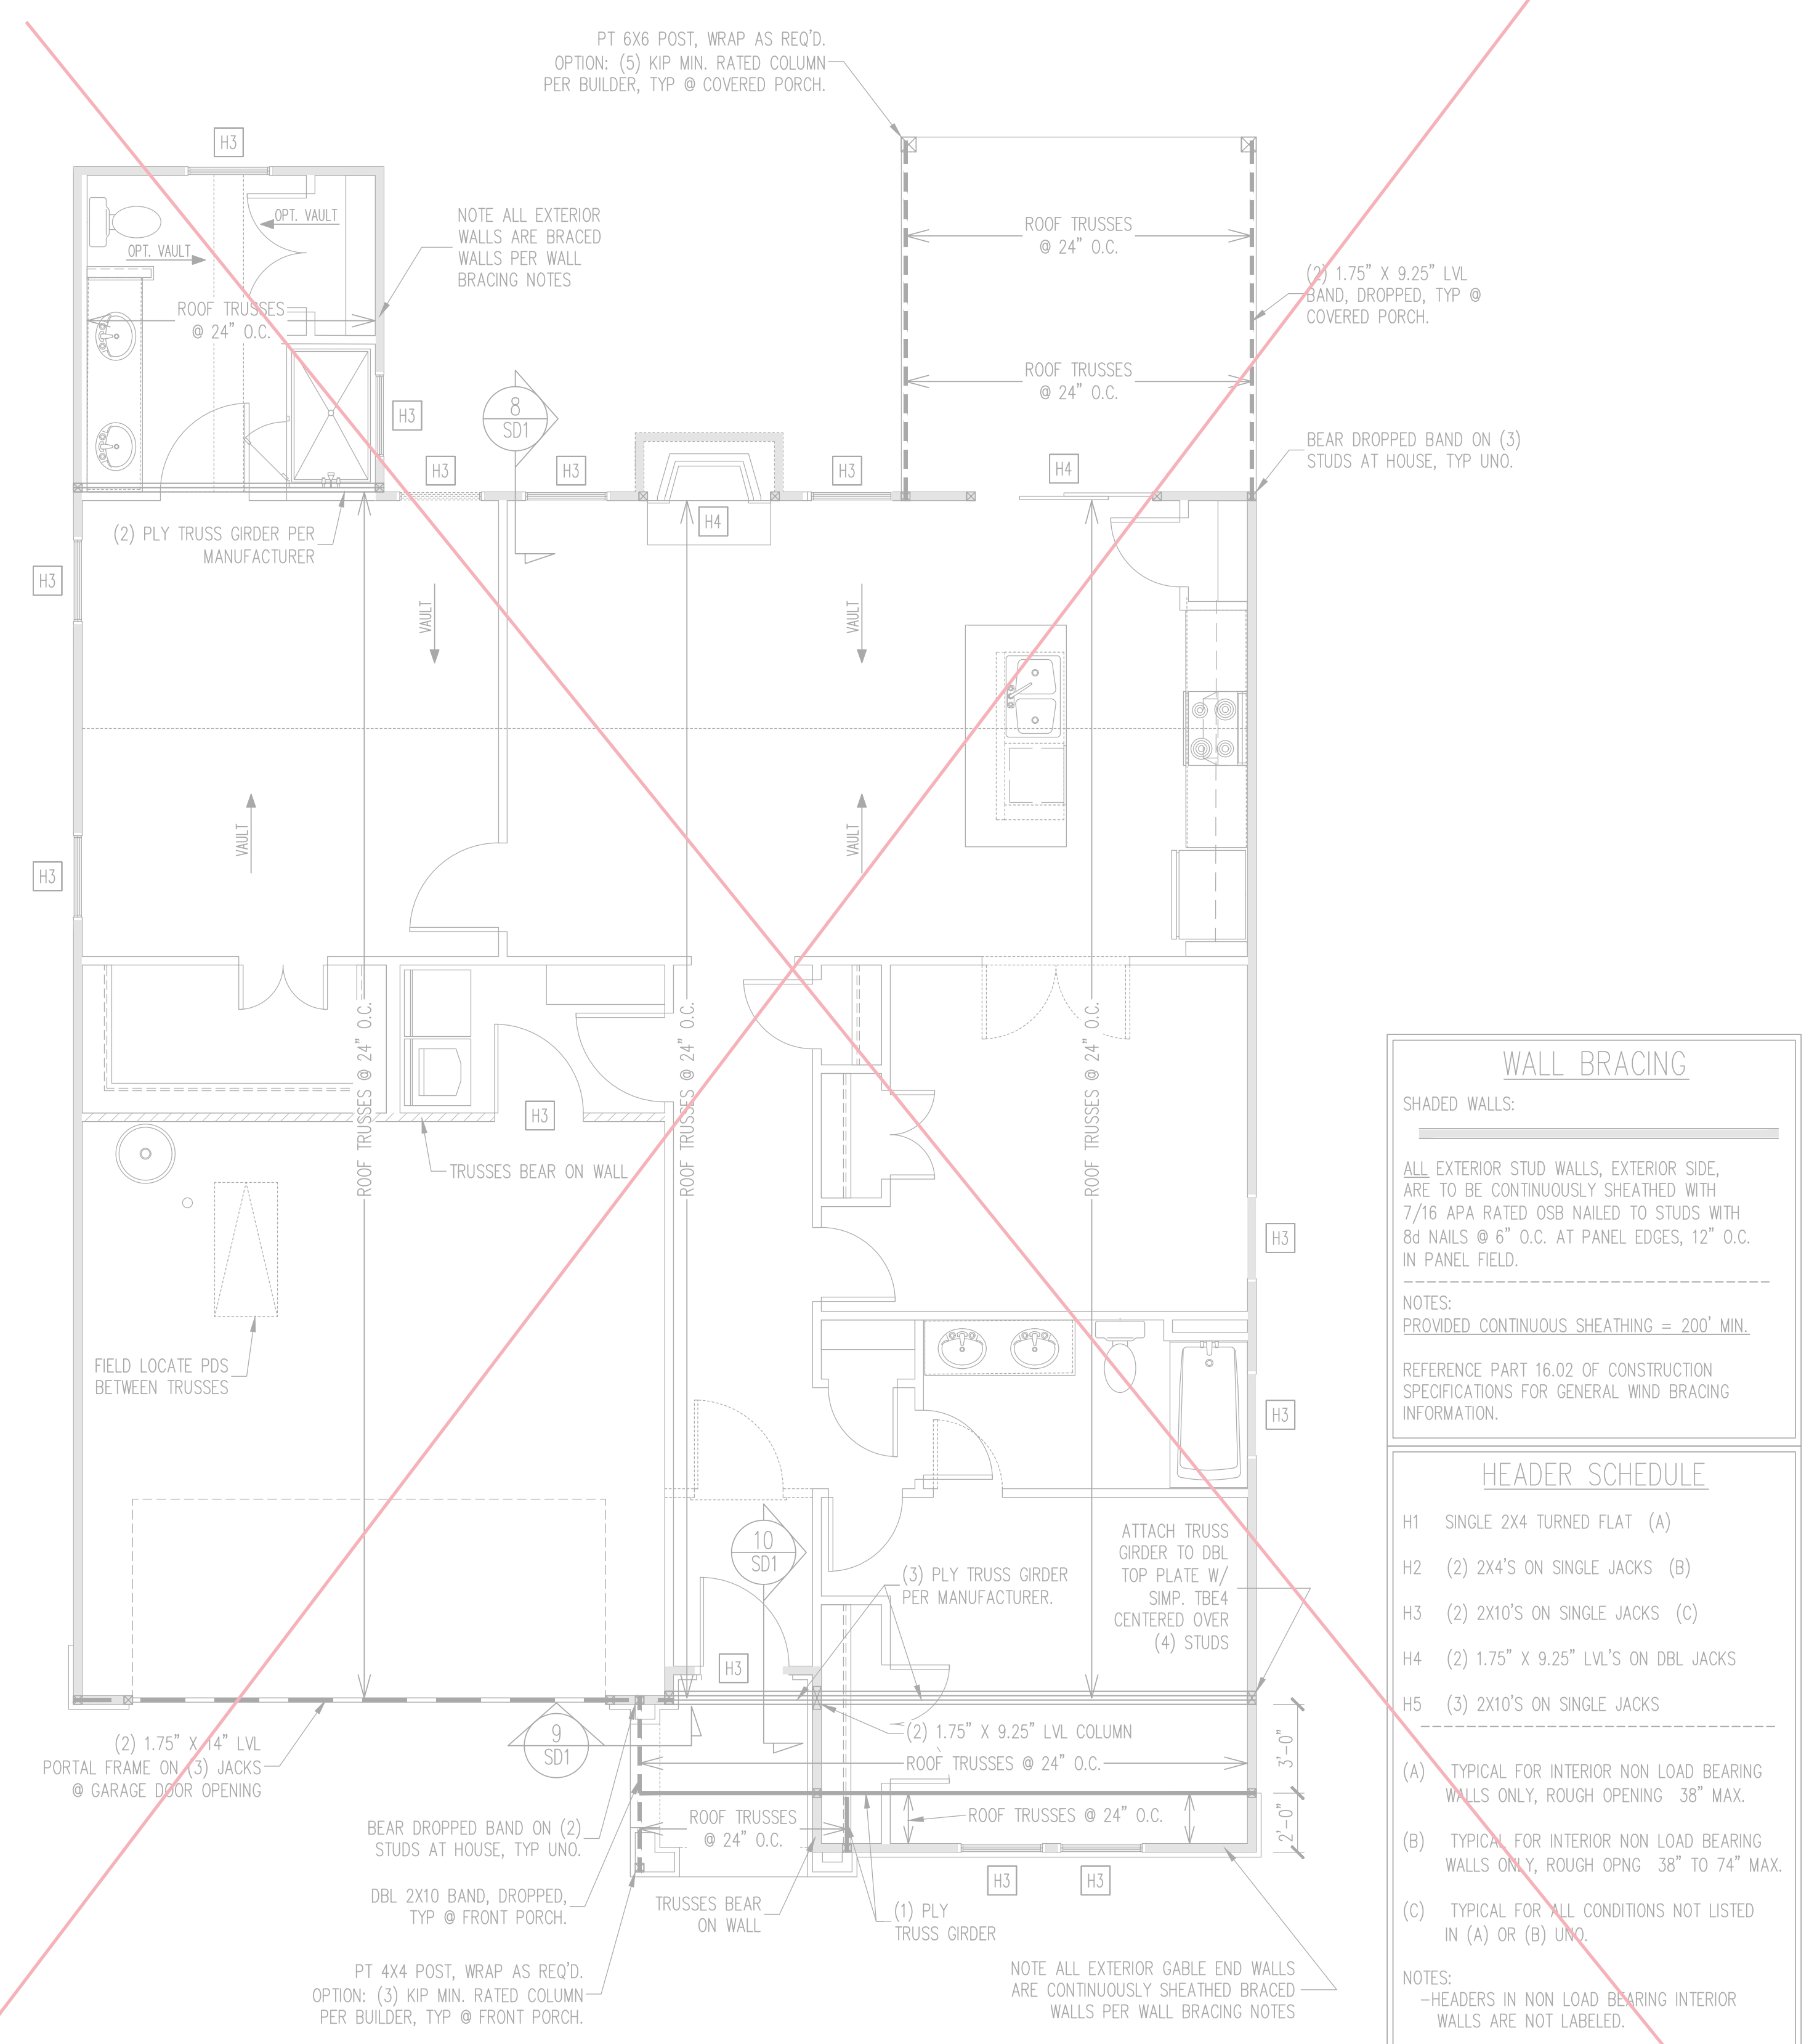 PT 6X6 POST, WRAP AS REQ'D.
OPTION: (5) KIP MIN. RATED COLUMN
PER BUILDER, TYP @ COVERED PORCH.
H3
OPT. VAULT
OPT. VAULT
ROOF TRUSSES
@ 24" O.C.
NOTE ALL EXTERIOR
WALLS ARE BRACED
WALLS PER WALL
BRACING NOTES
ROOF TRUSSES
@ 24" O.C.
(2) 1.75" X 9.25" LVL
BAND, DROPPED, TYP @
COVERED PORCH.
ROOF TRUSSES
@ 24" O.C.
H3
8
SD1
BEAR DROPPED BAND ON (3)
STUDS AT HOUSE, TYP UNO.
H3
H3
H3
H4
H4
(2) PLY TRUSS GIRDER PER
MANUFACTURER
H3
VAULT
VAULT
VAULT
VAULT
H3
ROOF TRUSSES @ 24" O.C.
ROOF TRUSSES @ 24" O.C.
ROOF TRUSSES @ 24" O.C.
H3
TRUSSES BEAR ON WALL
H3
FIELD LOCATE PDS
BETWEEN TRUSSES
H3
10
SD1
(3) PLY TRUSS GIRDER
PER MANUFACTURER.
ATTACH TRUSS
GIRDER TO DBL
TOP PLATE W/
SIMP. TBE4
CENTERED OVER
(4) STUDS
H3
(2) 1.75" X 14" LVL
PORTAL FRAME ON (3) JACKS
@ GARAGE DOOR OPENING
9
SD1
(2) 1.75" X 9.25" LVL COLUMN
ROOF TRUSSES @ 24" O.C.
3'-0"
ROOF TRUSSES
@ 24" O.C.
ROOF TRUSSES @ 24" O.C.
2'-0"
BEAR DROPPED BAND ON (2)
STUDS AT HOUSE, TYP UNO.
H3
H3
DBL 2X10 BAND, DROPPED,
TYP @ FRONT PORCH.
TRUSSES BEAR
ON WALL
(1) PLY
TRUSS GIRDER
PT 4X4 POST, WRAP AS REQ'D.
OPTION: (3) KIP MIN. RATED COLUMN
PER BUILDER, TYP @ FRONT PORCH.
NOTE ALL EXTERIOR GABLE END WALLS
ARE CONTINUOUSLY SHEATHED BRACED
WALLS PER WALL BRACING NOTES
WALL BRACING
SHADED WALLS:
ALL EXTERIOR STUD WALLS, EXTERIOR SIDE,
ARE TO BE CONTINUOUSLY SHEATHED WITH
7/16 APA RATED OSB NAILED TO STUDS WITH
8d NAILS @ 6" O.C. AT PANEL EDGES, 12" O.C.
IN PANEL FIELD.
NOTES:
PROVIDED CONTINUOUS SHEATHING = 200' MIN.
REFERENCE PART 16.02 OF CONSTRUCTION
SPECIFICATIONS FOR GENERAL WIND BRACING
INFORMATION.
HEADER SCHEDULE
H1 SINGLE 2X4 TURNED FLAT (A)
H2 (2) 2X4'S ON SINGLE JACKS (B)
H3 (2) 2X10'S ON SINGLE JACKS (C)
H4 (2) 1.75" X 9.25" LVL'S ON DBL JACKS
H5 (3) 2X10'S ON SINGLE JACKS
(A) TYPICAL FOR INTERIOR NON LOAD BEARING
WALLS ONLY, ROUGH OPENING 38" MAX.
(B) TYPICAL FOR INTERIOR NON LOAD BEARING
WALLS ONLY, ROUGH OPNG 38" TO 74" MAX.
(C) TYPICAL FOR ALL CONDITIONS NOT LISTED
IN (A) OR (B) UNO.
NOTES:
-HEADERS IN NON LOAD BEARING INTERIOR
WALLS ARE NOT LABELED.